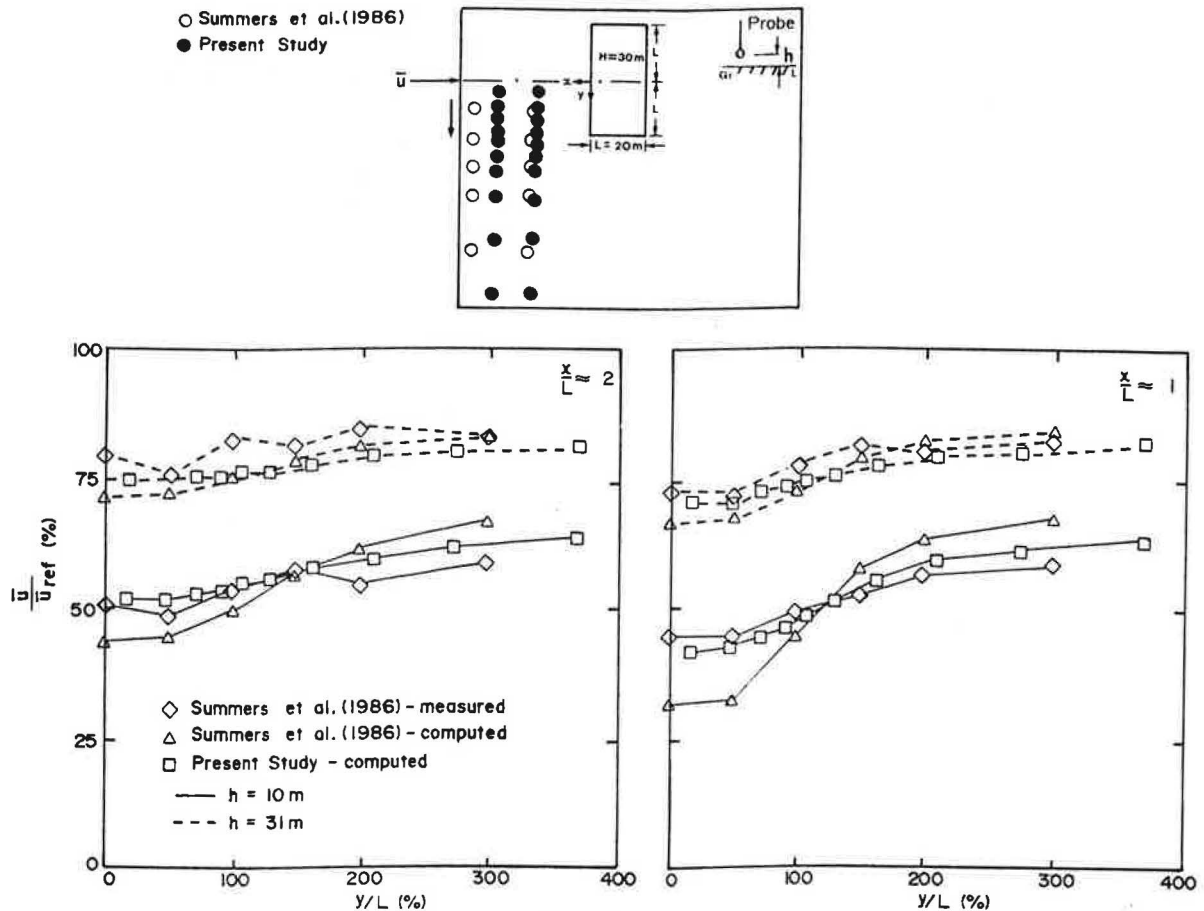 ○ Summers et al.(1986)
● Present Study
ū
x
y
H=30m
L
L
L=20m
Probe
h
Gr L
100
75
50
25
0
ū/ūref (%)
x/L ≈ 2
◇ Summers et al.(1986)-measured
△ Summers et al.(1986)-computed
□ Present Study - computed
—— h = 10 m
--- h = 31 m
0 100 200 300 400
y/L (%)
x/L ≈ 1
0 100 200 300 400
y/L (%)